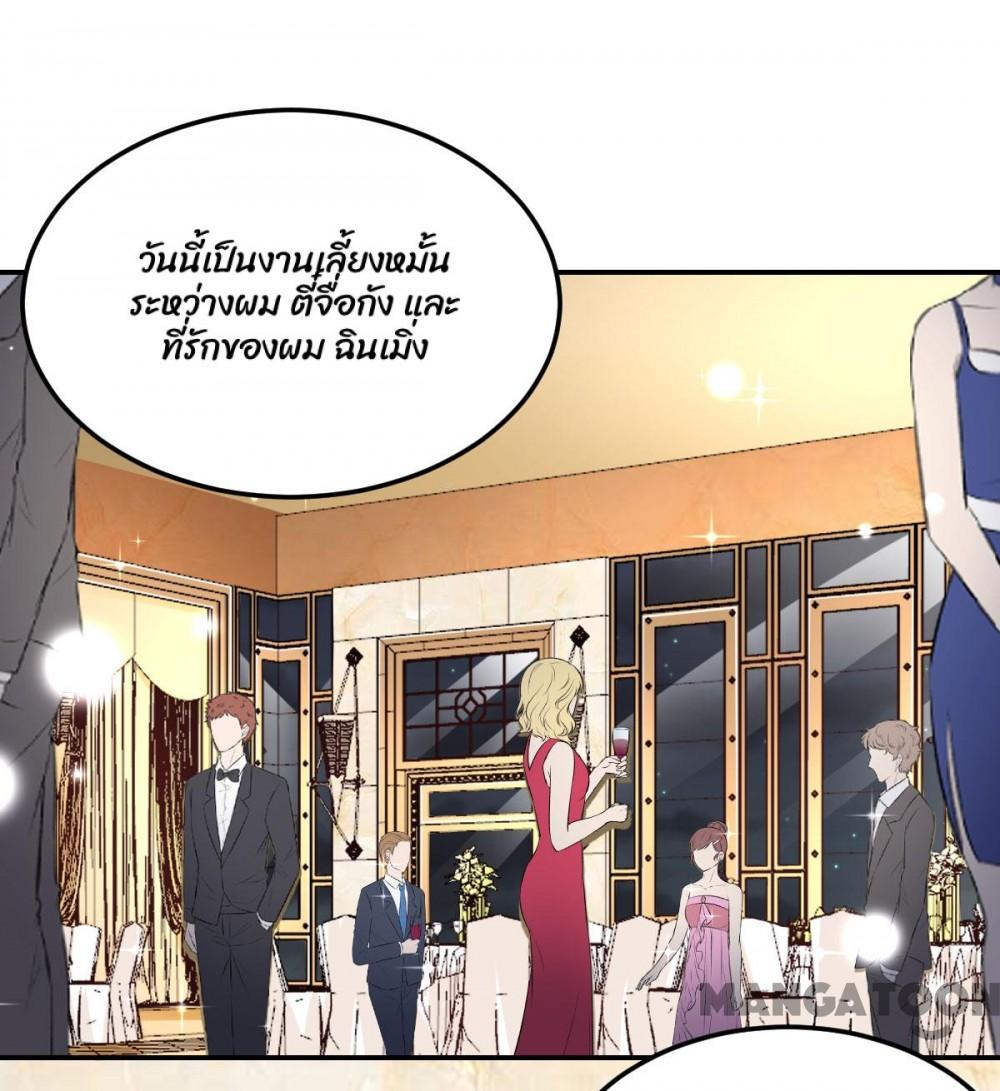 วันนี้เป็นงานเลี้ยงหมั้น
ระหว่างผม ตี๋จื่อกัง และ
ที่รักของผม ฉินเมิ่ง
MANGATOON